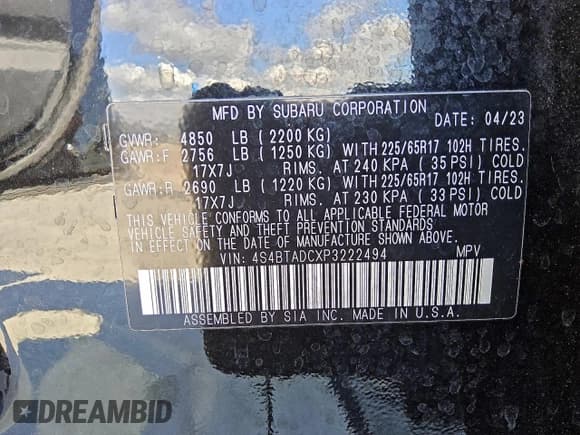 MFD BY SUBARU CORPORATION
DATE: 04/23
GVWR: 4850 LB (2200 KG)
GAWR:F 2756 LB (1250 KG) WITH 225/65R17 102H TIRES.
17X7J RIMS. AT 240 KPA (35 PSI) COLD
GAWR:R 2690 LB (1220 KG) WITH 225/65R17 102H TIRES.
17X7J RIMS. AT 230 KPA (33 PSI) COLD
THIS VEHICLE CONFORMS TO ALL APPLICABLE FEDERAL MOTOR
VEHICLE SAFETY AND THEFT PREVENTION STANDARDS
IN EFFECT ON THE DATE OF MANUFACTURE SHOWN ABOVE.
VIN: 4S4BTADCXP3222494 MPV
ASSEMBLED BY SIA INC. MADE IN U.S.A.
DREAMBID